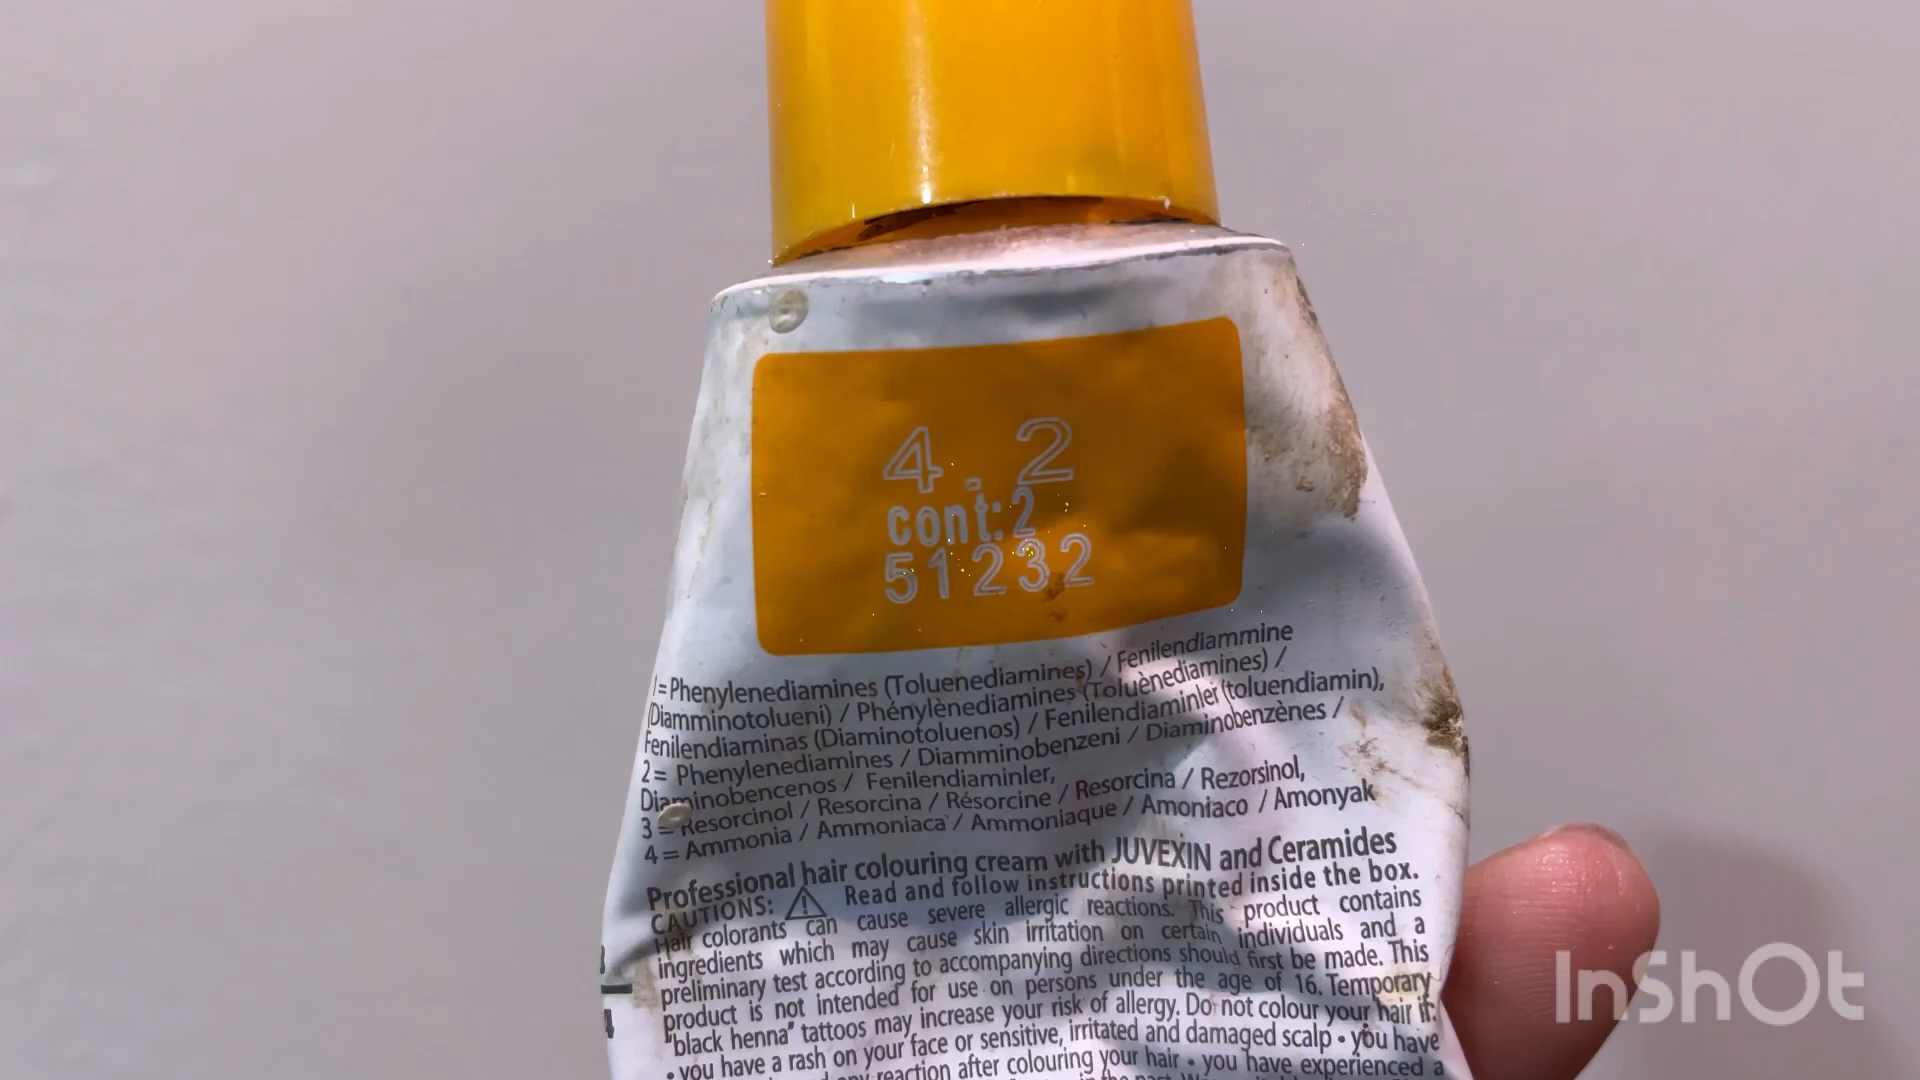 4.2
cont:2
51232
1= Phenylenediamines (Toluenediamines) / Fenilendiammine
(Diamminotolueni) / Phénylènediamines (Toluènediamines) /
Fenilendiaminas (Diaminotoluenos) / Fenilendiaminler (toluendiamin),
2= Phenylenediamines / Diamminobenzeni / Diaminobenzènes /
Diaminobencenos / Fenilendiaminler,
3= Resorcinol / Resorcina / Résorcine / Resorcina / Rezorsinol,
4= Ammonia / Ammoniaca / Ammoniaque / Amoniaco / Amonyak
Professional hair colouring cream with JUVEXIN and Ceramides
CAUTIONS: Read and follow instructions printed inside the box.
Hair colorants can cause severe allergic reactions. This product contains
ingredients which may cause skin irritation on certain individuals and a
preliminary test according to accompanying directions should first be made. This
product is not intended for use on persons under the age of 16. Temporary
"black henna" tattoos may increase your risk of allergy. Do not colour your hair if:
• you have a rash on your face or sensitive, irritated and damaged scalp • you have
any reaction after colouring your hair • you have experienced a
4
InShOt